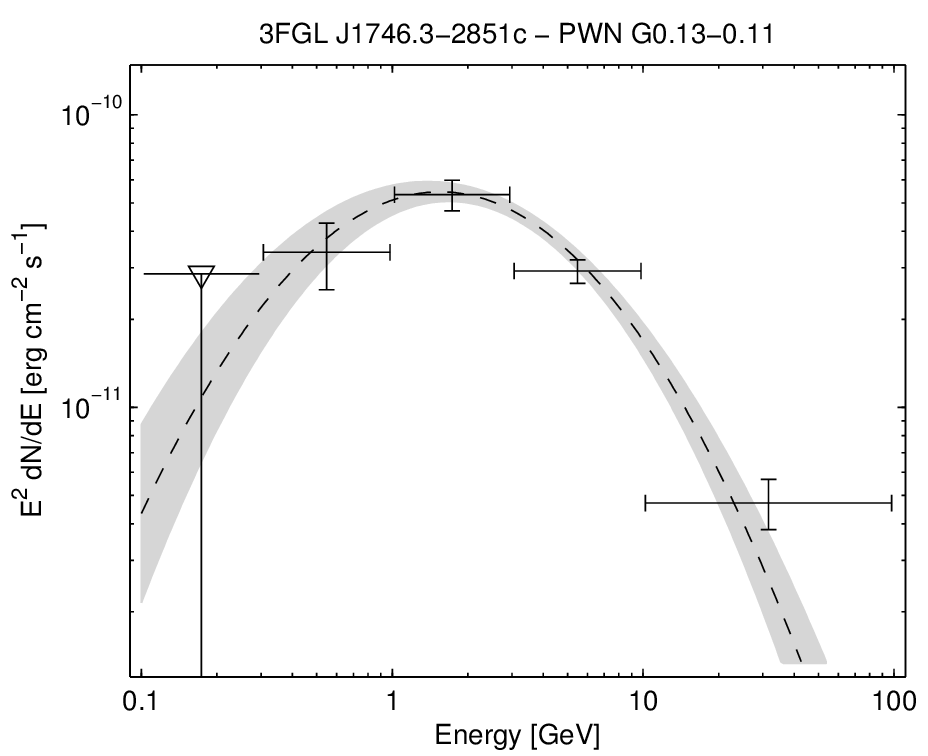 3FGL J1746.3−2851c − PWN G0.13−0.11
10⁻¹⁰
10⁻¹¹
E² dN/dE [erg cm⁻² s⁻¹]
0.1 1 10 100
Energy [GeV]